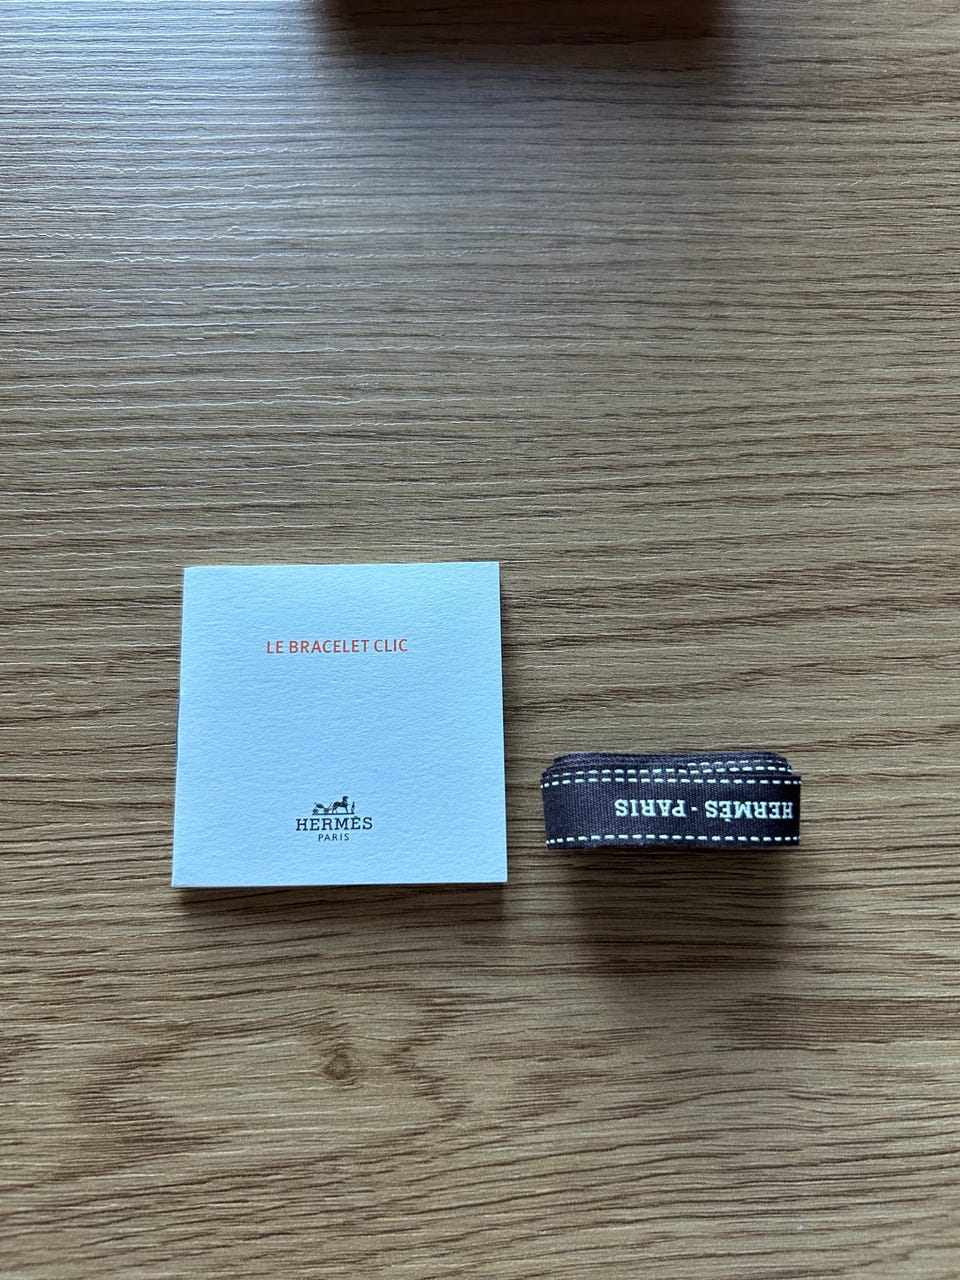 LE BRACELET CLIC
HERMÈS
PARIS
HERMÈS - PARIS